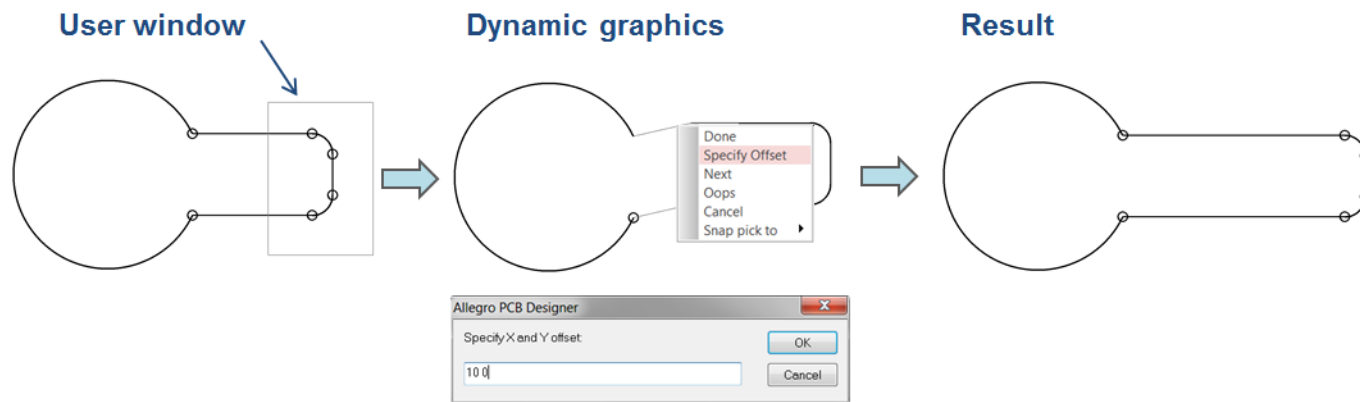 User window
Dynamic graphics
Result
Done
Specify Offset
Next
Oops
Cancel
Snap pick to
Allegro PCB Designer
Specify X and Y offset:
OK
10 0
Cancel